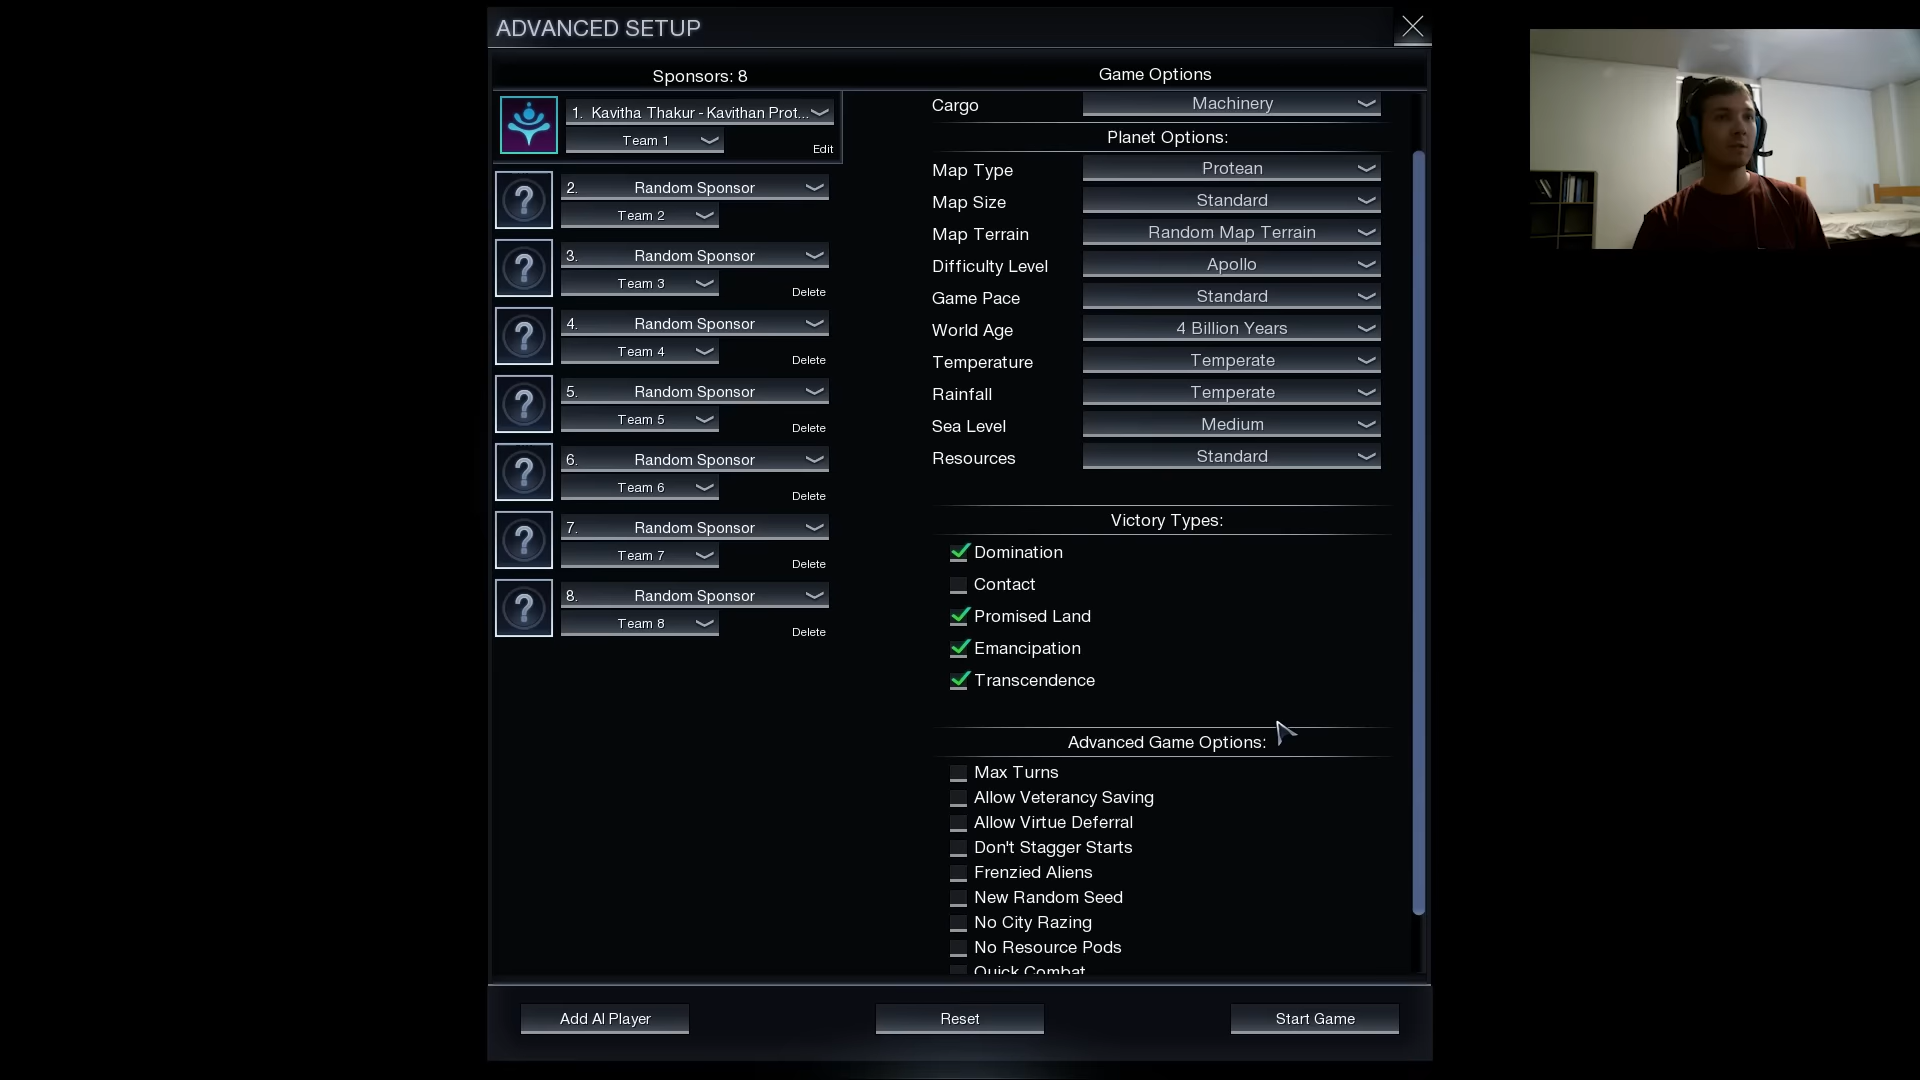 ADVANCED SETUP
Sponsors: 8
1. Kavitha Thakur - Kavithan Prot...
Team 1
Edit
2. Random Sponsor
Team 2
3. Random Sponsor
Team 3
Delete
4. Random Sponsor
Team 4
Delete
5. Random Sponsor
Team 5
Delete
6. Random Sponsor
Team 6
Delete
7. Random Sponsor
Team 7
Delete
8. Random Sponsor
Team 8
Delete
Game Options
Cargo Machinery
Planet Options:
Map Type Protean
Map Size Standard
Map Terrain Random Map Terrain
Difficulty Level Apollo
Game Pace Standard
World Age 4 Billion Years
Temperature Temperate
Rainfall Temperate
Sea Level Medium
Resources Standard
Victory Types:
Domination
Contact
Promised Land
Emancipation
Transcendence
Advanced Game Options:
Max Turns
Allow Veterancy Saving
Allow Virtue Deferral
Don't Stagger Starts
Frenzied Aliens
New Random Seed
No City Razing
No Resource Pods
Quick Combat
Add AI Player
Reset
Start Game